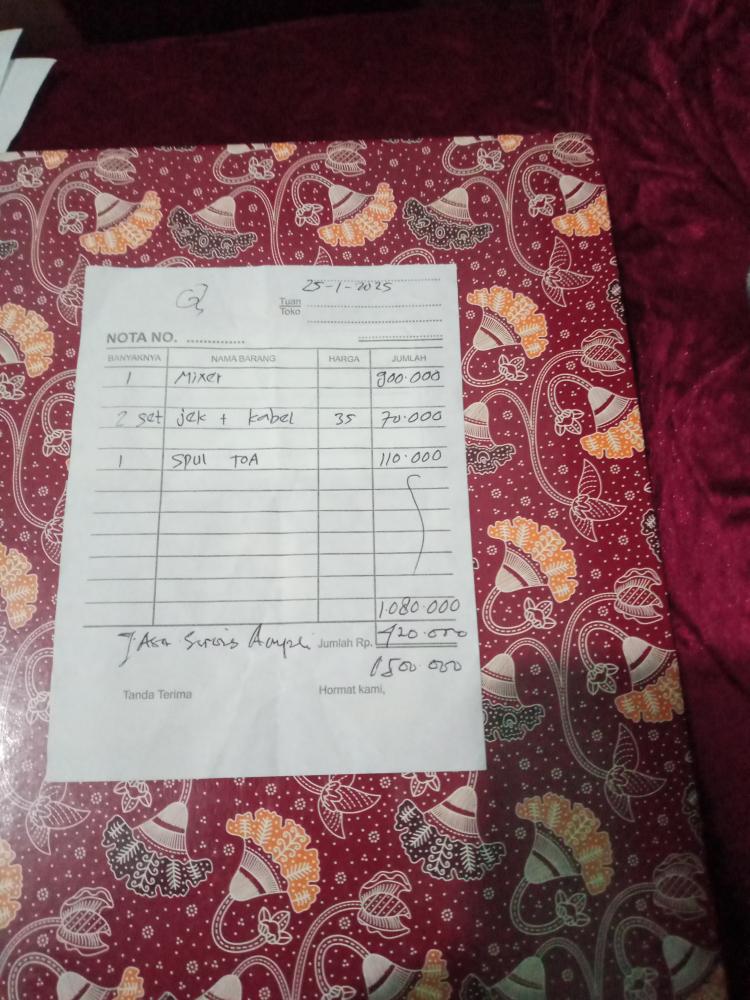 25-1-2025
Tuan
Toko
NOTA NO. ..............
BANYAKNYA NAMA BARANG HARGA JUMLAH
1 Mixer 900.000
2 set jek + kabel 35 70.000
1 SPUL TOA 110.000
1.080.000
JASA Servis Ampli Jumlah Rp. 420.000
1500.000
Tanda Terima Hormat kami,